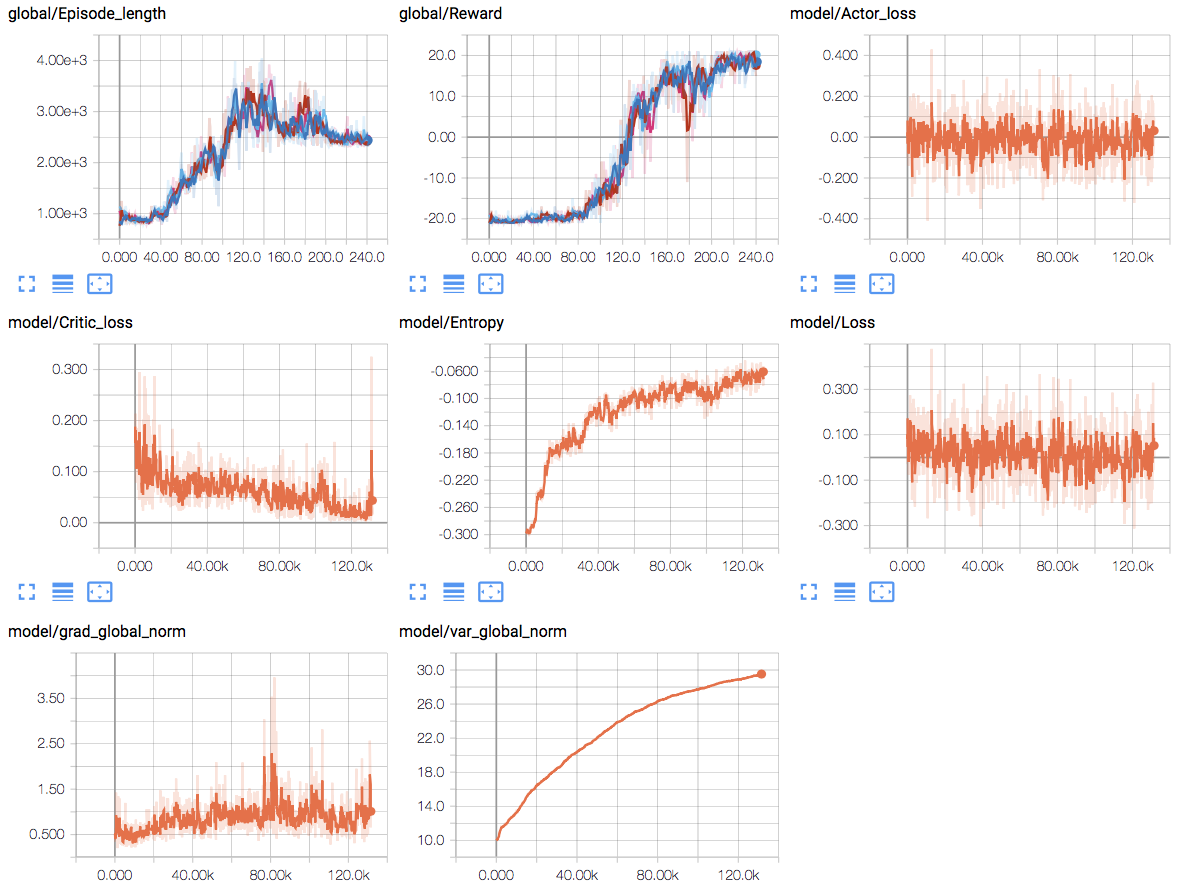 global/Episode_length
4.00e+3
3.00e+3
2.00e+3
1.00e+3
0.000 40.00 80.00 120.0 160.0 200.0 240.0
global/Reward
20.0
10.0
0.00
-10.0
-20.0
0.000 40.00 80.00 120.0 160.0 200.0 240.0
model/Actor_loss
0.400
0.200
0.00
-0.200
-0.400
0.000 40.00k 80.00k 120.0k
model/Critic_loss
0.300
0.200
0.100
0.00
0.000 40.00k 80.00k 120.0k
model/Entropy
-0.0600
-0.100
-0.140
-0.180
-0.220
-0.260
-0.300
0.000 40.00k 80.00k 120.0k
model/Loss
0.300
0.100
-0.100
-0.300
0.000 40.00k 80.00k 120.0k
model/grad_global_norm
3.50
2.50
1.50
0.500
0.000 40.00k 80.00k 120.0k
model/var_global_norm
30.0
26.0
22.0
18.0
14.0
10.0
0.000 40.00k 80.00k 120.0k